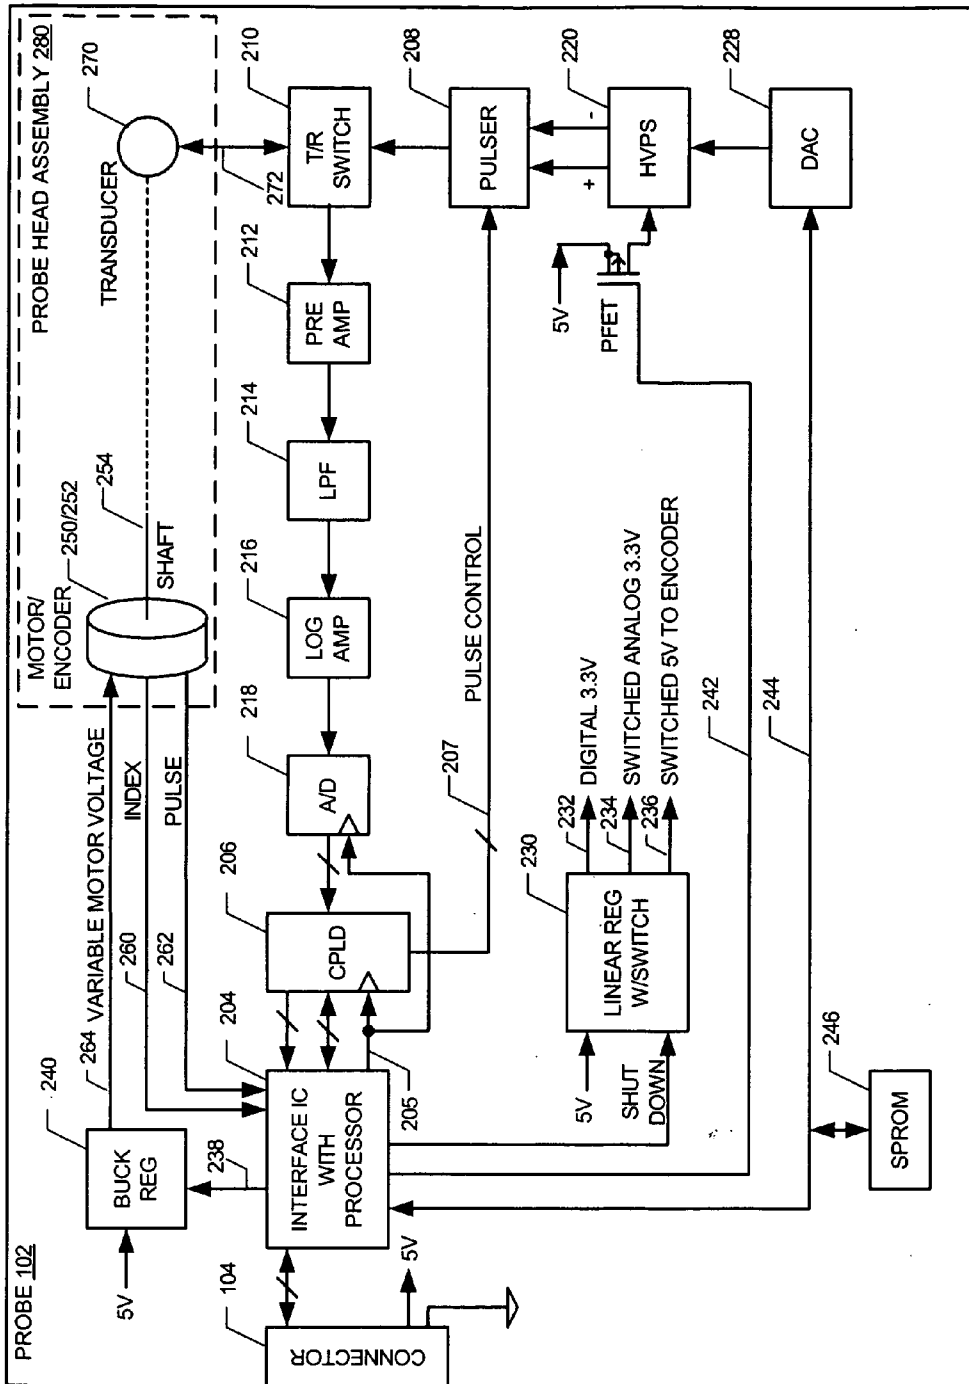 PROBE 102
PROBE HEAD ASSEMBLY 280
5V
BUCK
REG
240
238
264 VARIABLE MOTOR VOLTAGE
260
INDEX
262
PULSE
MOTOR/
ENCODER
250/252
SHAFT
254
TRANSDUCER
270
272
CONNECTOR
104
5V
INTERFACE IC
WITH
PROCESSOR
204
205
CPLD
206
A/D
218
LOG
AMP
216
LPF
214
PRE
AMP
212
T/R
SWITCH
210
207
PULSE CONTROL
PULSER
208
5V
SHUT
DOWN
LINEAR REG
W/SWITCH
230
232
DIGITAL 3.3V
234
SWITCHED ANALOG 3.3V
236
SWITCHED 5V TO ENCODER
242
5V
PFET
+
-
HVPS
220
244
DAC
228
SPROM
246